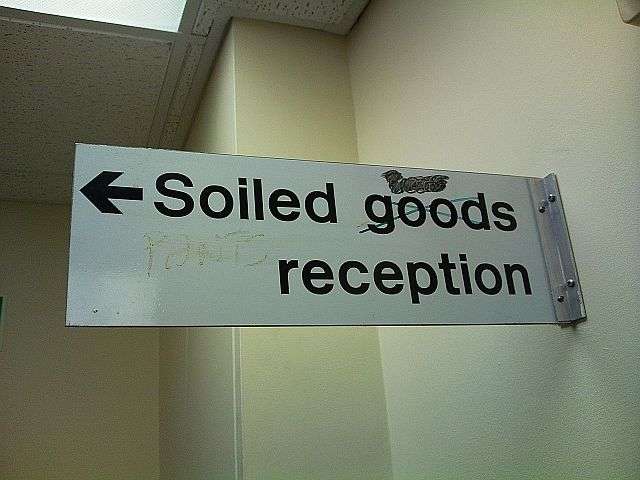 ← Soiled goods
reception